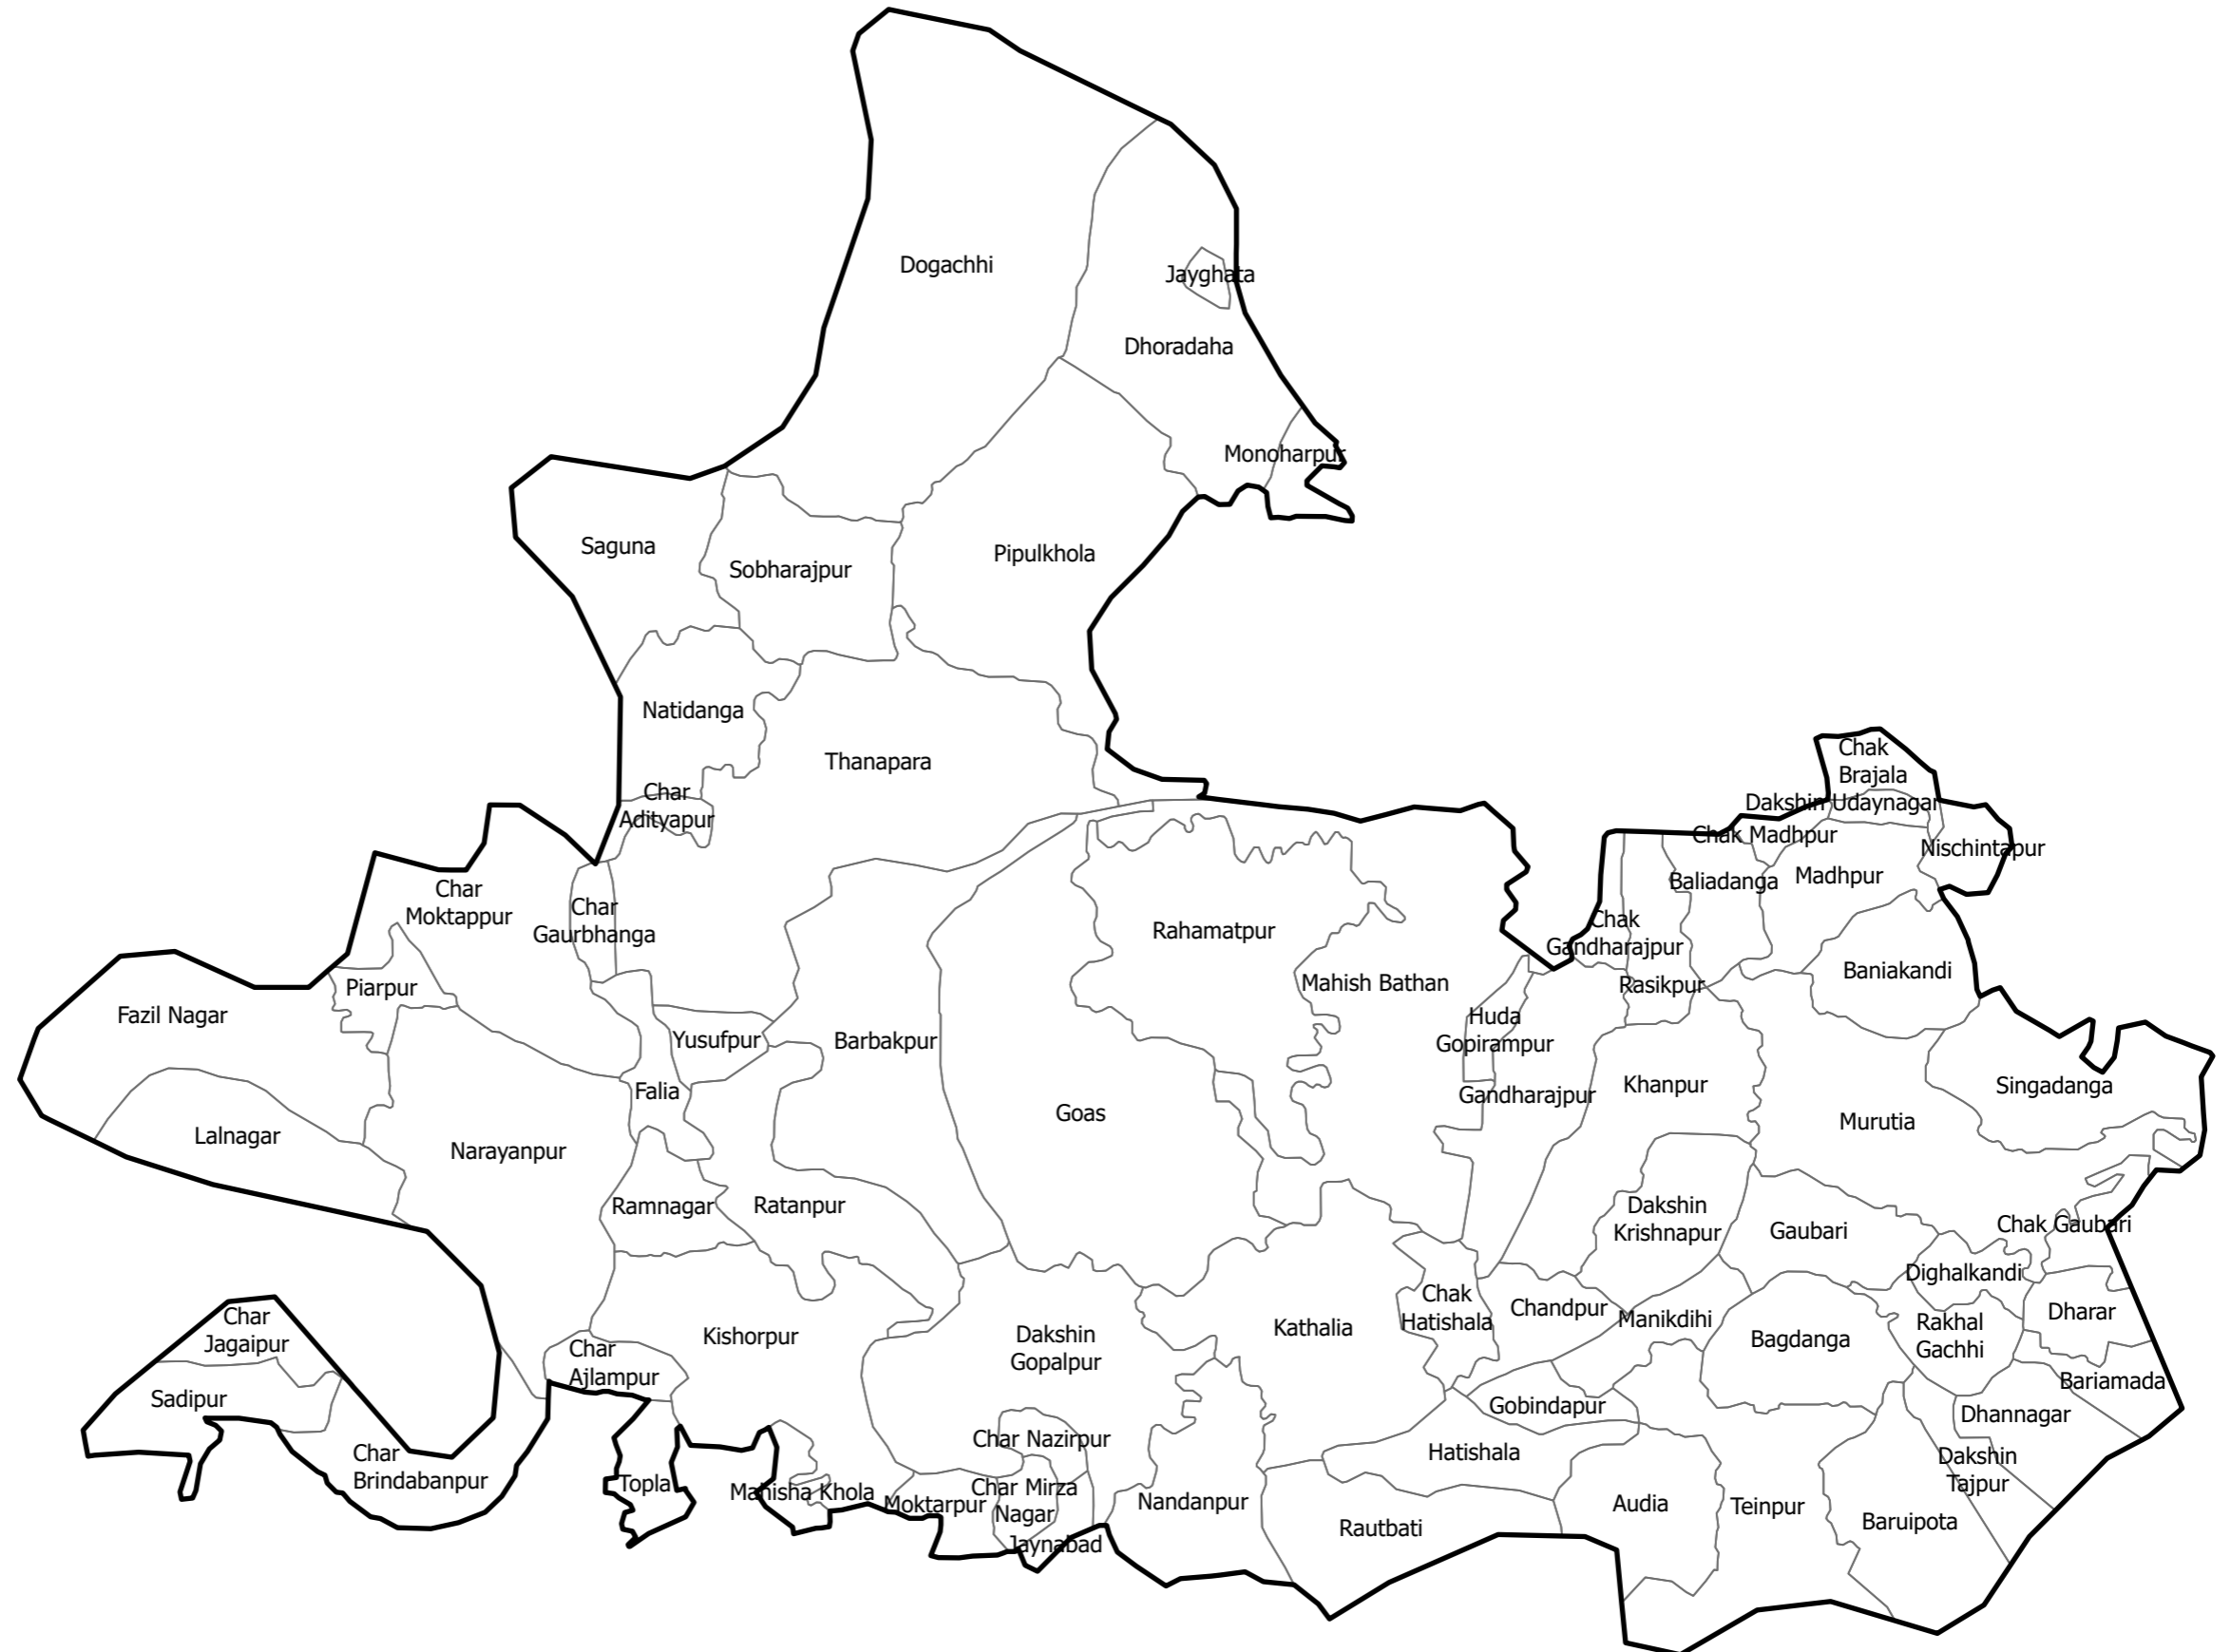 Dogachhi
Jayghata
Dhoradaha
Monoharpur
Saguna
Sobharajpur
Pipulkhola
Natidanga
Thanapara
Char
Adityapur
Chak
Brajala
Dakshin Udaynagar
Chak Madhpur
Nischintapur
Baliadanga
Madhpur
Char
Moktappur
Char
Gaurbhanga
Rahamatpur
Chak
Gandharajpur
Baniakandi
Mahish Bathan
Rasikpur
Piarpur
Fazil Nagar
Huda
Gopirampur
Yusufpur
Barbakpur
Falia
Gandharajpur
Khanpur
Singadanga
Goas
Murutia
Lalnagar
Narayanpur
Ramnagar
Ratanpur
Dakshin
Krishnapur
Gaubari
Chak Gaubari
Dighalkandi
Chak
Hatishala
Chandpur
Manikdihi
Dharar
Char
Jagaipur
Kishorpur
Dakshin
Gopalpur
Kathalia
Bagdanga
Rakhal
Gachhi
Char
Ajlampur
Bariamada
Sadipur
Gobindapur
Dhannagar
Char Nazirpur
Hatishala
Char
Brindabanpur
Topla
Mahisha Khola
Moktarpur
Char Mirza
Nagar
Nandanpur
Dakshin
Tajpur
Audia
Teinpur
Baruipota
Rautbati
Jaynabad